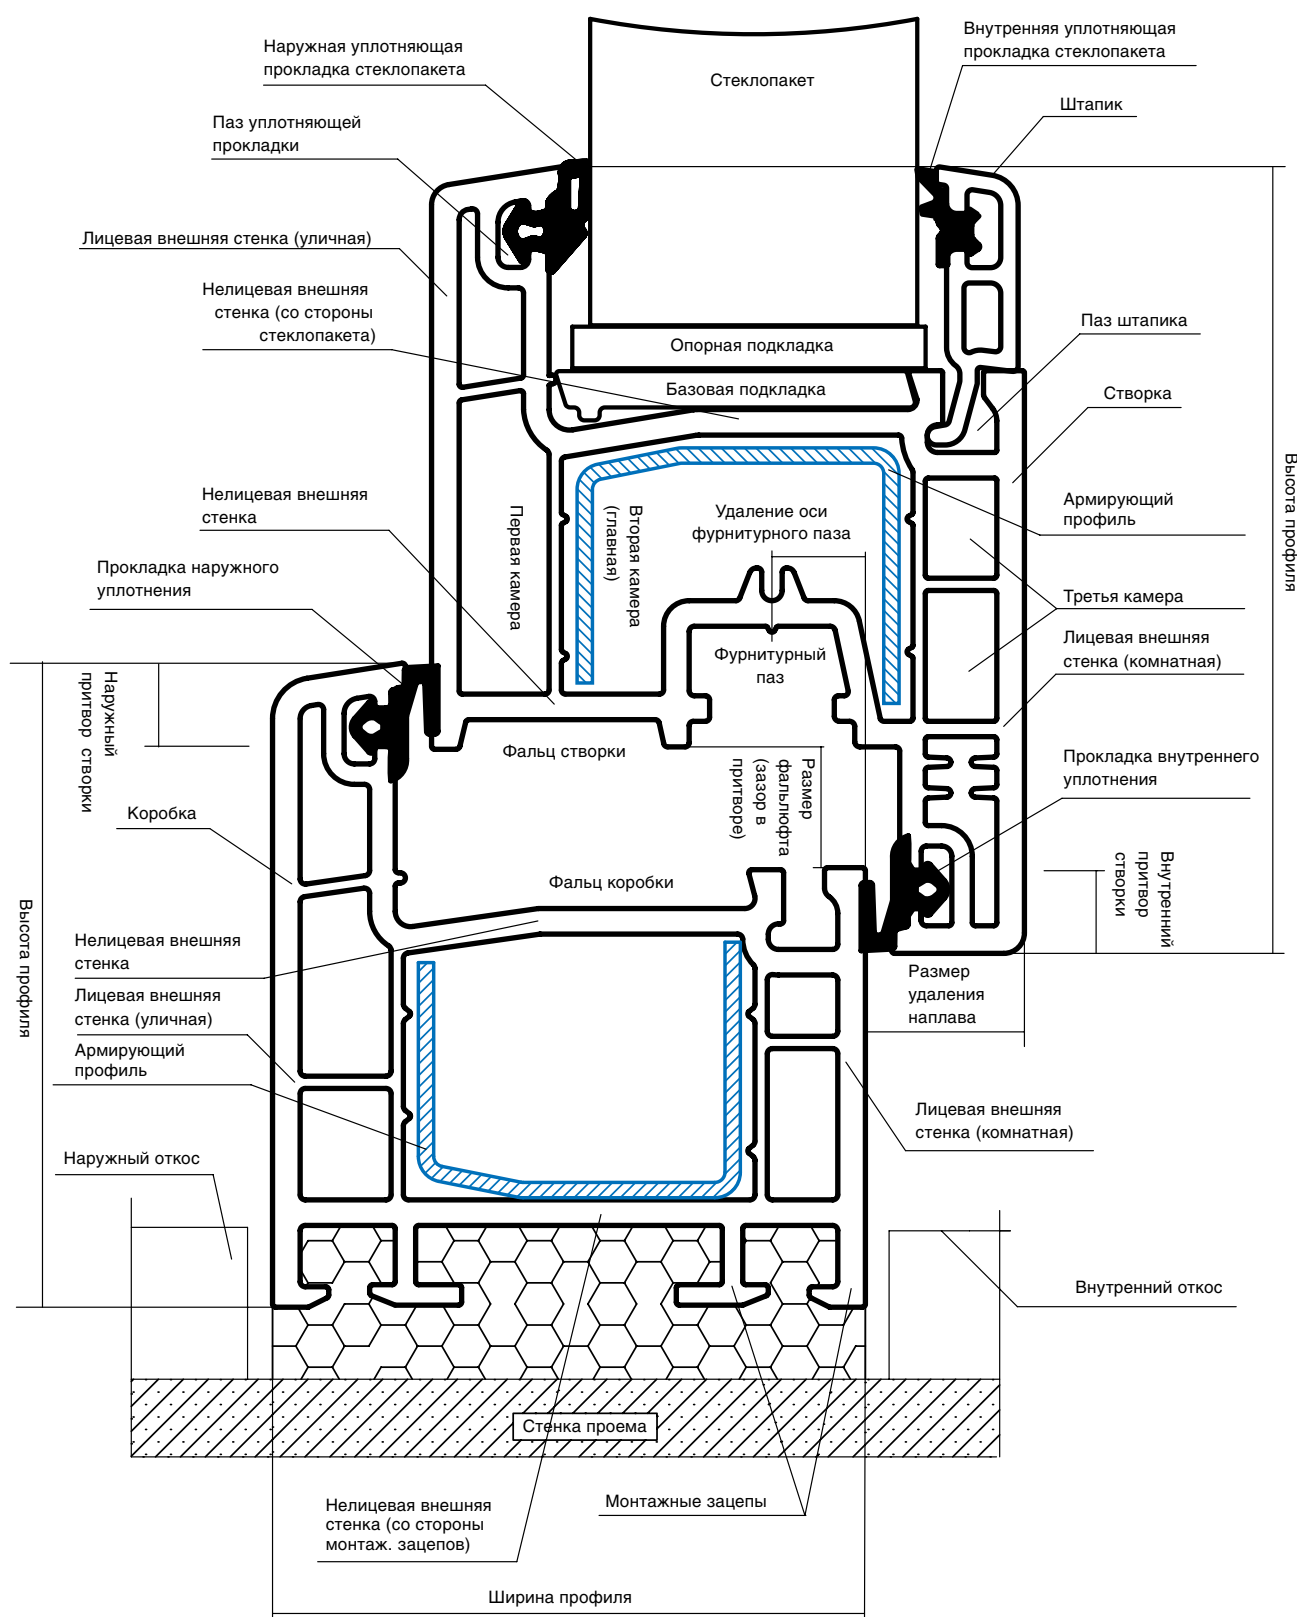 Наружная уплотняющая
прокладка стеклопакета
Стеклопакет
Внутренняя уплотняющая
прокладка стеклопакета
Штапик
Паз уплотняющей
прокладки
Лицевая внешняя стенка (уличная)
Нелицевая внешняя
стенка (со стороны
стеклопакета)
Опорная подкладка
Базовая подкладка
Паз штапика
Створка
Высота профиля
Нелицевая внешняя
стенка
Первая камера
Вторая камера
(главная)
Удаление оси
фурнитурного паза
Армирующий
профиль
Прокладка наружного
уплотнения
Третья камера
Фурнитурный
паз
Лицевая внешняя
стенка (комнатная)
Наружный
притвор створки
Фальц створки
Размер
фальцлюфта
(зазор в
притворе)
Прокладка внутреннего
уплотнения
Коробка
Фальц коробки
Внутренний
притвор
створки
Высота профиля
Нелицевая внешняя
стенка
Размер
удаления
наплава
Лицевая внешняя
стенка (уличная)
Армирующий
профиль
Лицевая внешняя
стенка (комнатная)
Наружный откос
Внутренний откос
Стенка проема
Нелицевая внешняя
стенка (со стороны
монтаж. зацепов)
Монтажные зацепы
Ширина профиля